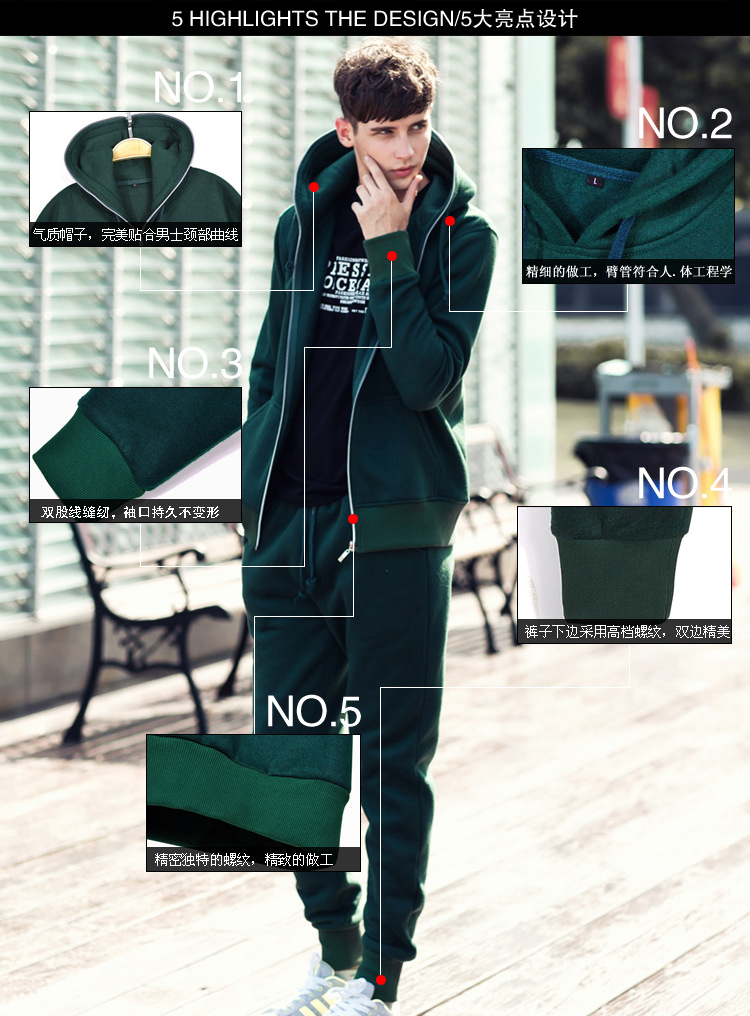 5 HIGHLIGHTS THE DESIGN/5大亮点设计
NO.1
气质帽子，完美贴合男士颈部曲线
NO.2
L
精细的做工，臂管符合人.体工程学
NO.3
双股线缝纫，袖口持久不变形
NO.4
裤子下边采用高档螺纹，双边精美
NO.5
精密独特的螺纹，精致的做工